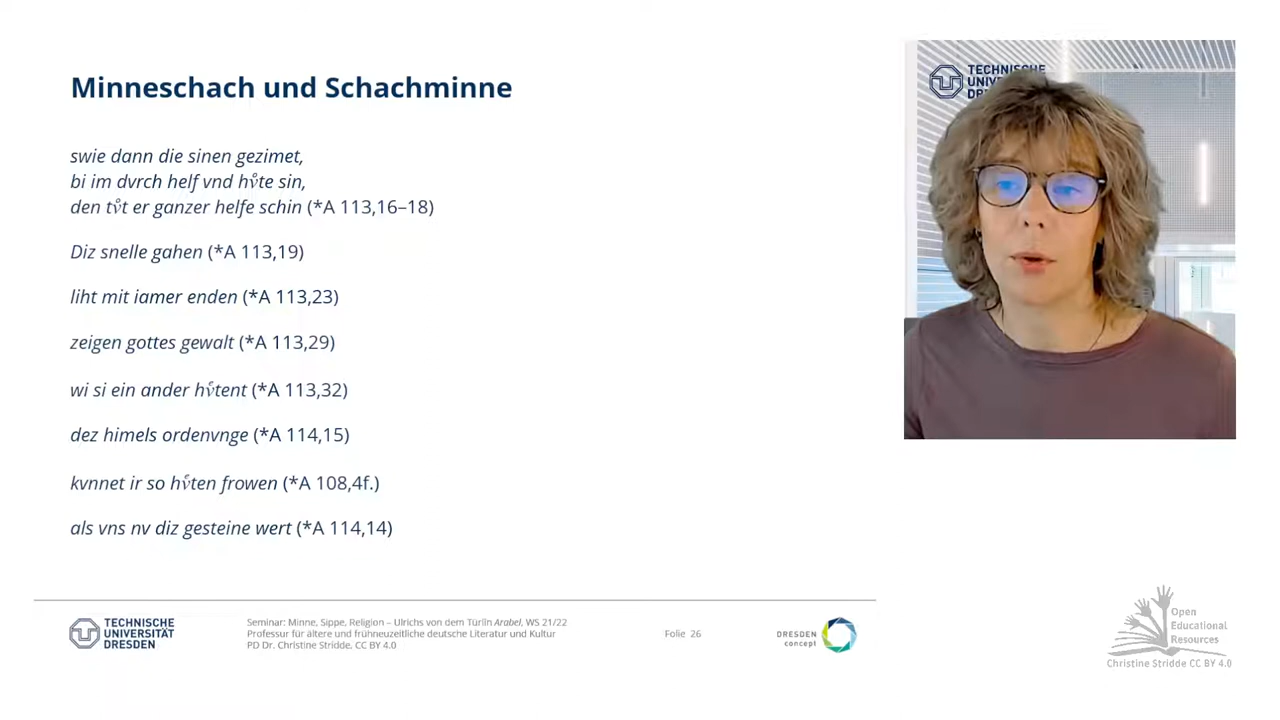 Minneschach und Schachminne
swie dann die sinen gezimet,
bi im dvrch helf vnd hv̊te sin,
den tv̊t er ganzer helfe schin (*A 113,16–18)
Diz snelle gahen (*A 113,19)
liht mit iamer enden (*A 113,23)
zeigen gottes gewalt (*A 113,29)
wi si ein ander hv̊tent (*A 113,32)
dez himels ordenvnge (*A 114,15)
kvnnet ir so hv̊ten frowen (*A 108,4f.)
als vns nv diz gesteine wert (*A 114,14)
TECHNISCHE
UNIVERSITÄT
DRESDEN
Seminar: Minne, Sippe, Religion – Ulrichs von dem Türlin Arabel, WS 21/22
Professur für ältere und frühneuzeitliche deutsche Literatur und Kultur
PD Dr. Christine Stridde, CC BY 4.0
Folie 26
DRESDEN
concept
TECHNISCHE
Open
Educational
Resources
Christine Stridde CC BY 4.0